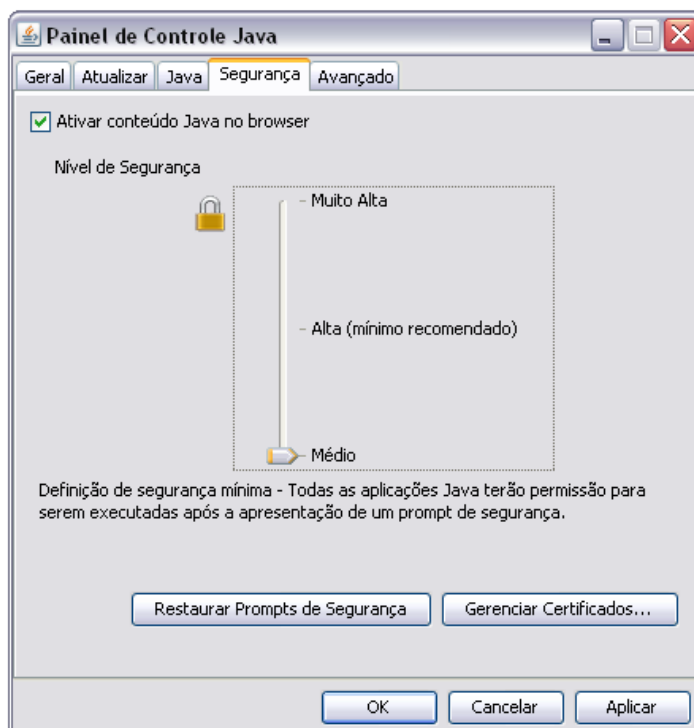 Painel de Controle Java
Geral Atualizar Java Segurança Avançado
Ativar conteúdo Java no browser
Nível de Segurança
Muito Alta
Alta (mínimo recomendado)
Médio
Definição de segurança mínima - Todas as aplicações Java terão permissão para
serem executadas após a apresentação de um prompt de segurança.
Restaurar Prompts de Segurança Gerenciar Certificados...
OK Cancelar Aplicar